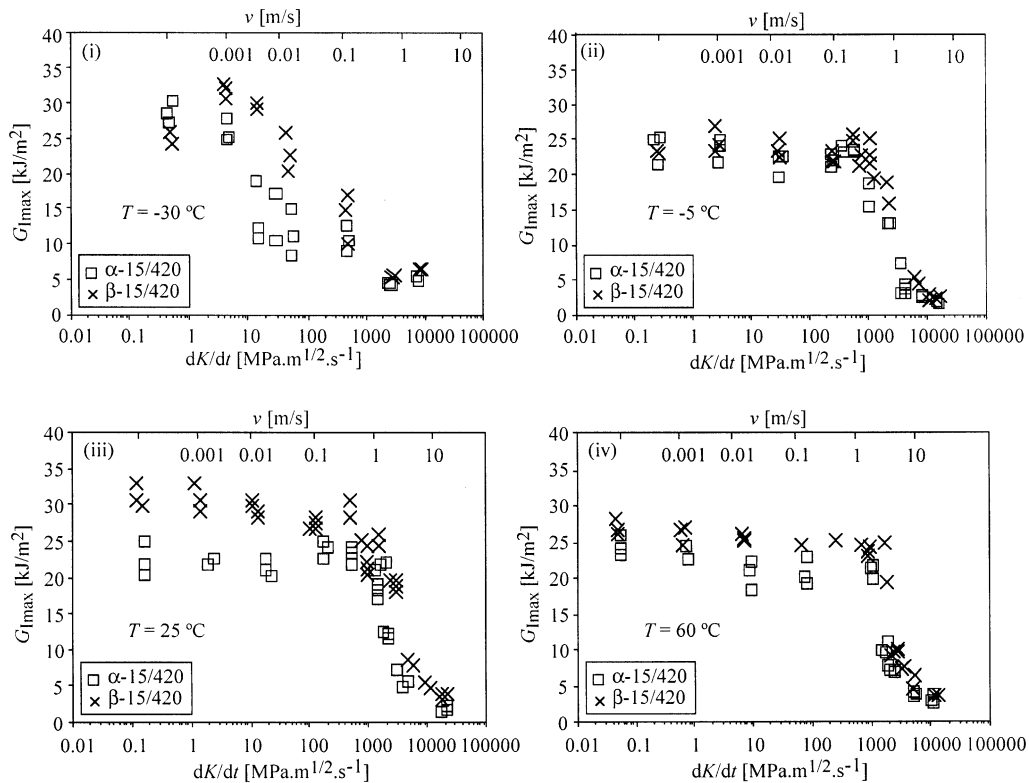 v [m/s]
(i)
0.001 0.01 0.1 1 10
40
35
30
25
20
15
10
5
0
G_Imax [kJ/m²]
T = -30 ºC
α-15/420
β-15/420
0.01 0.1 1 10 100 1000 10000 100000
dK/dt [MPa.m^1/2.s^-1]
v [m/s]
(ii)
0.001 0.01 0.1 1 10
40
35
30
25
20
15
10
5
0
G_Imax [kJ/m²]
T = -5 ºC
α-15/420
β-15/420
0.01 0.1 1 10 100 1000 10000 100000
dK/dt [MPa.m^1/2.s^-1]
v [m/s]
(iii)
0.001 0.01 0.1 1 10
40
35
30
25
20
15
10
5
0
G_Imax [kJ/m²]
T = 25 ºC
α-15/420
β-15/420
0.01 0.1 1 10 100 1000 10000 100000
dK/dt [MPa.m^1/2.s^-1]
v [m/s]
(iv)
0.001 0.01 0.1 1 10
40
35
30
25
20
15
10
5
0
G_Imax [kJ/m²]
T = 60 ºC
α-15/420
β-15/420
0.01 0.1 1 10 100 1000 10000 100000
dK/dt [MPa.m^1/2.s^-1]